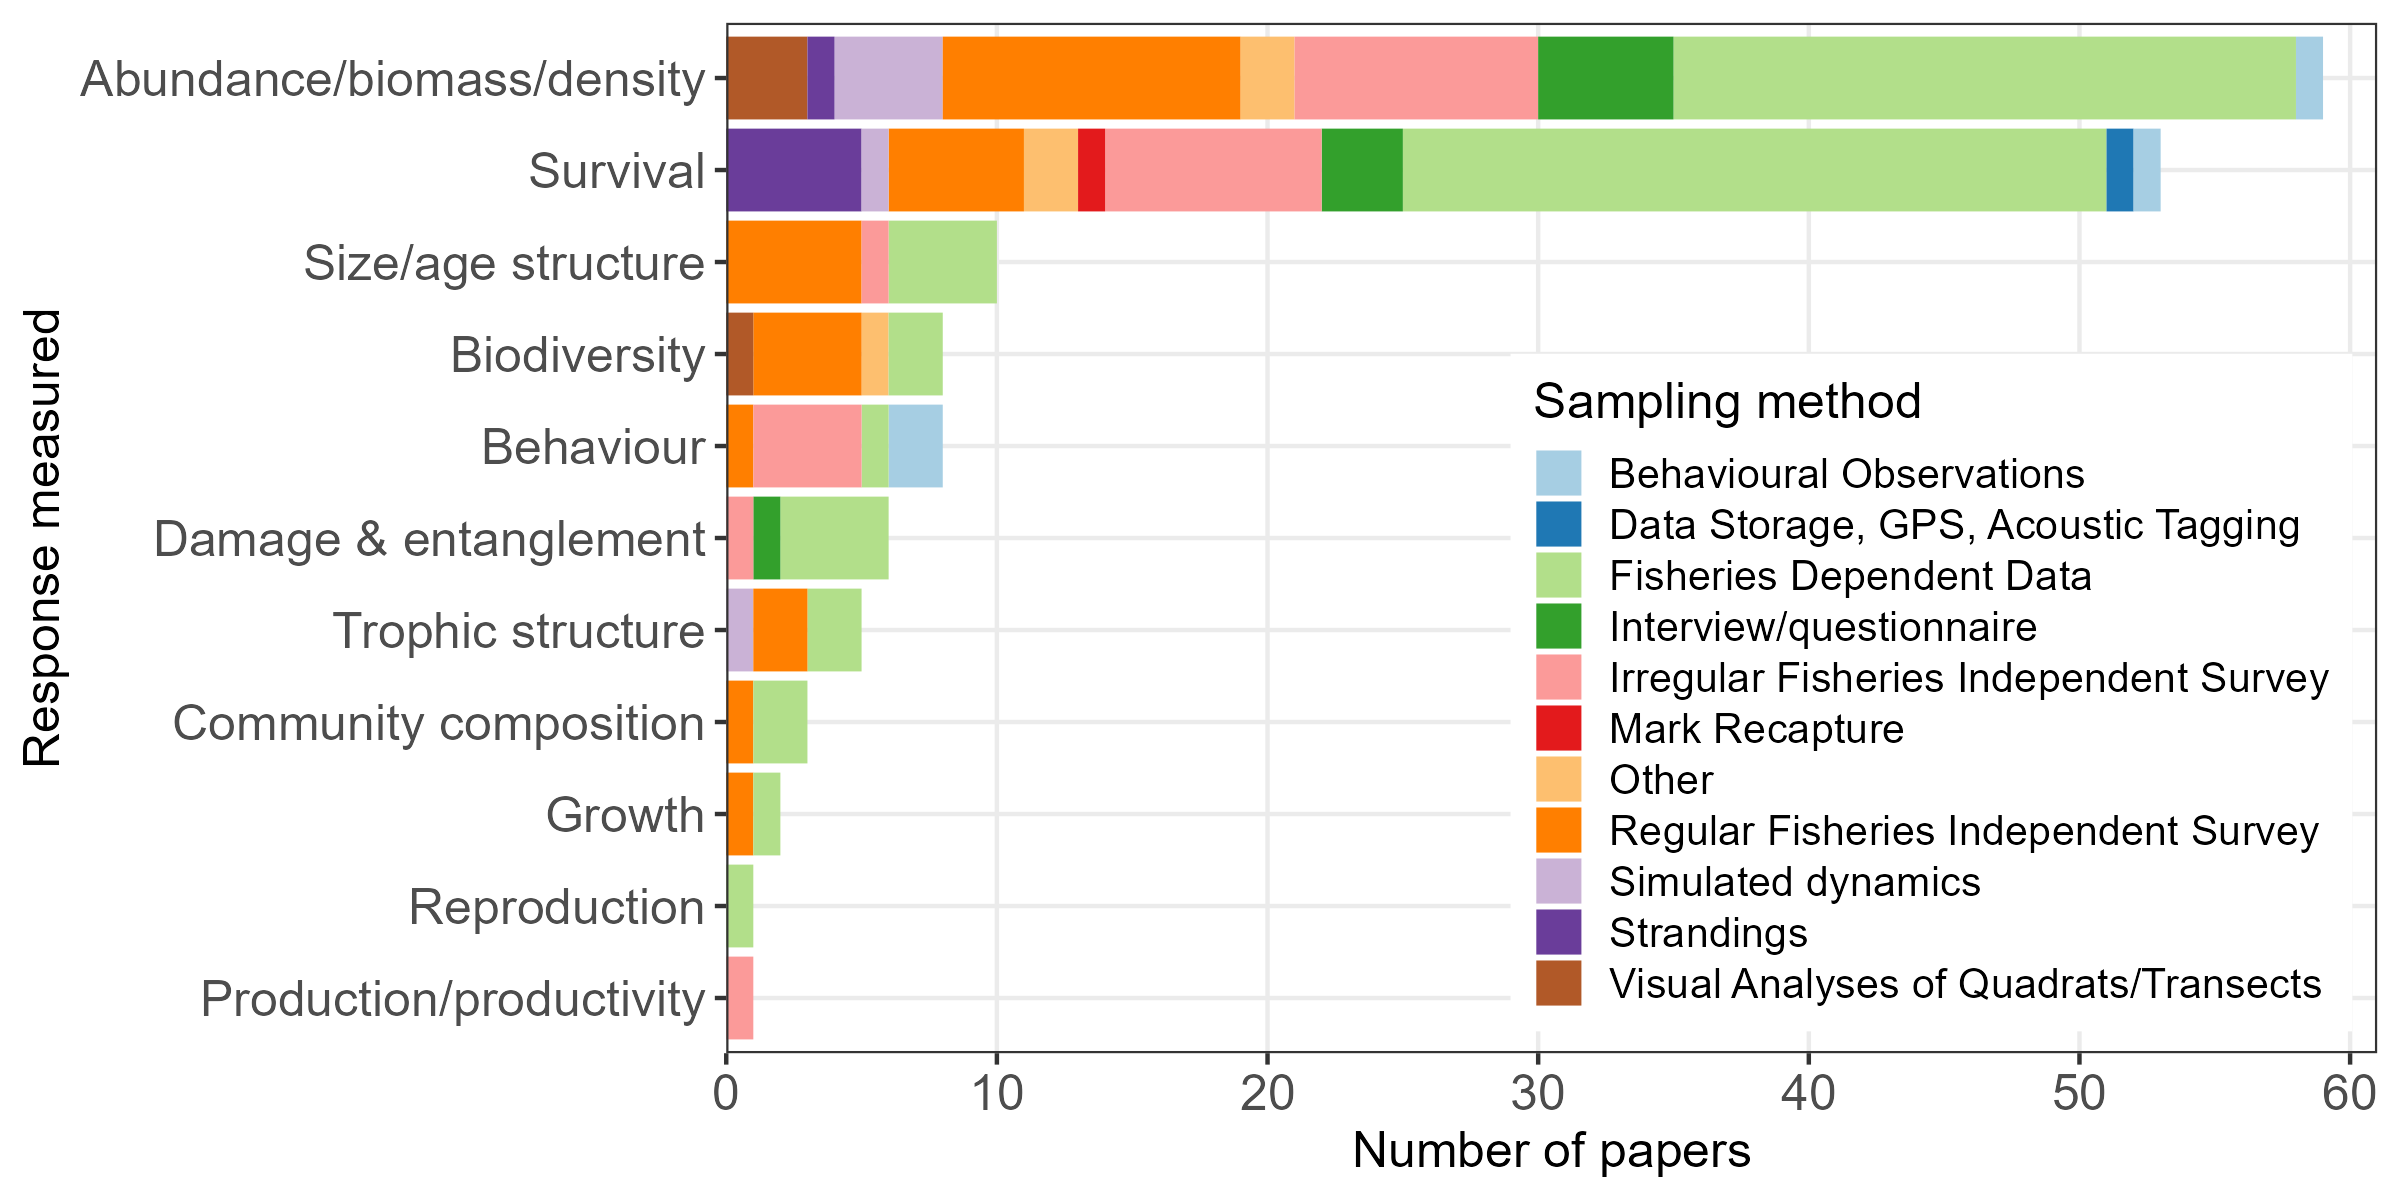 Response measured
Abundance/biomass/density
Survival
Size/age structure
Biodiversity
Behaviour
Damage & entanglement
Trophic structure
Community composition
Growth
Reproduction
Production/productivity
Sampling method
Behavioural Observations
Data Storage, GPS, Acoustic Tagging
Fisheries Dependent Data
Interview/questionnaire
Irregular Fisheries Independent Survey
Mark Recapture
Other
Regular Fisheries Independent Survey
Simulated dynamics
Strandings
Visual Analyses of Quadrats/Transects
0 10 20 30 40 50 60
Number of papers